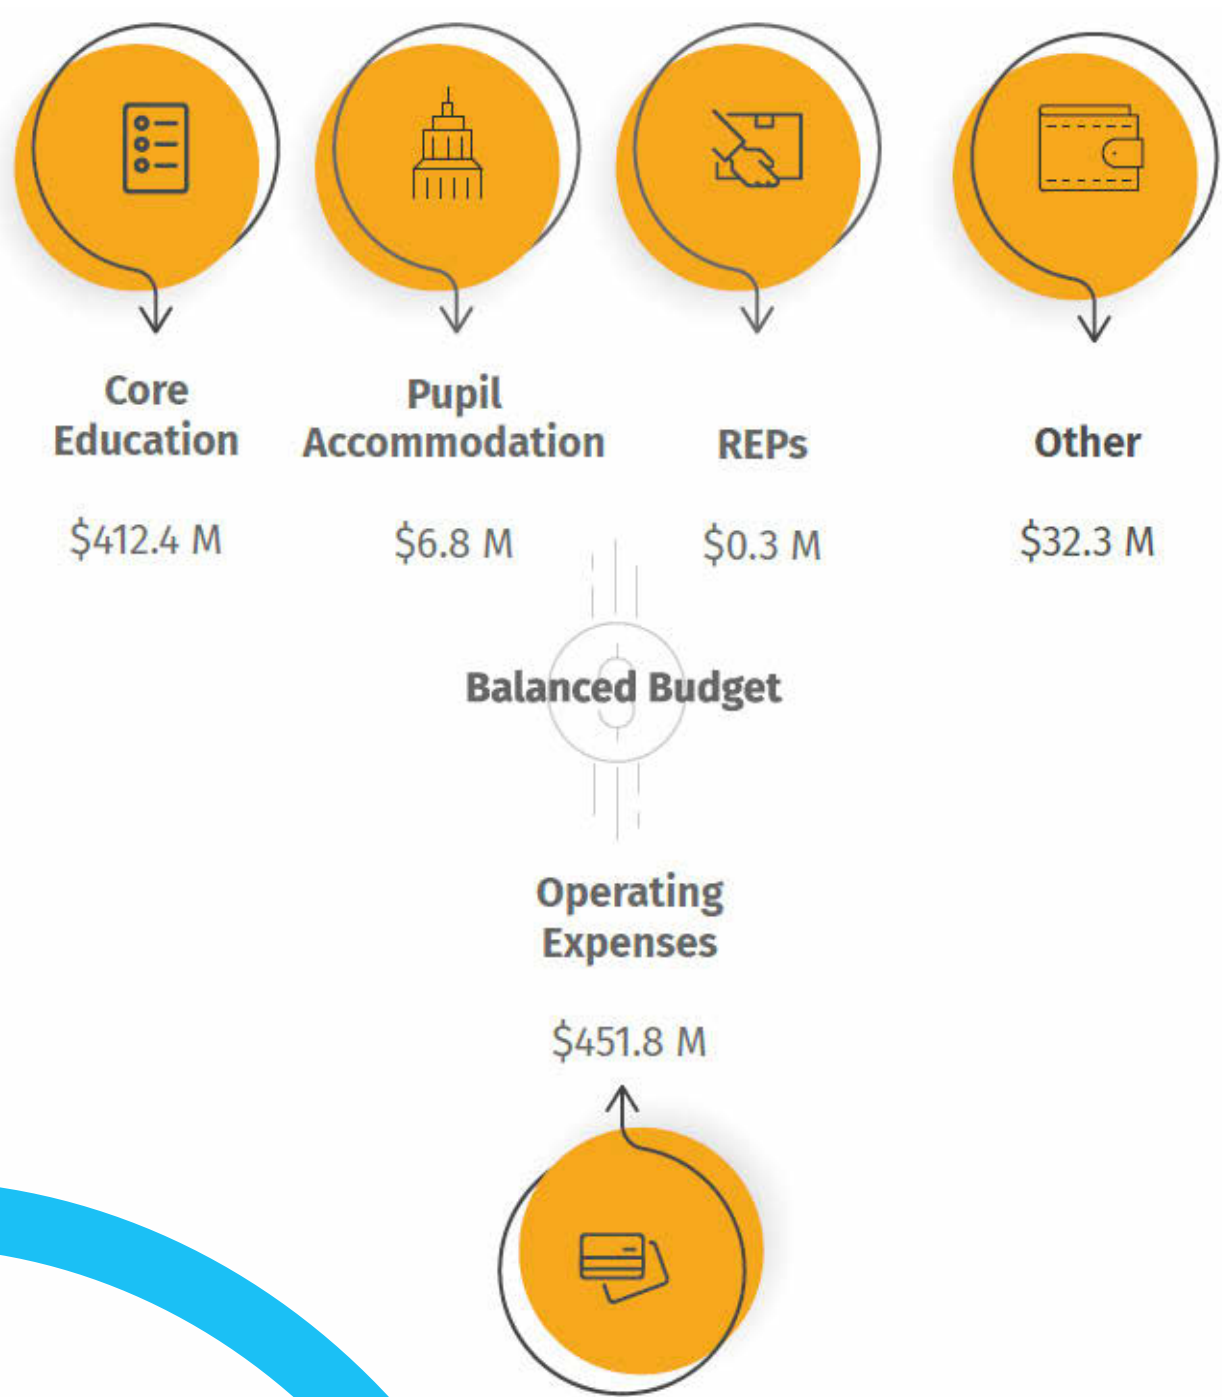 Core
Education
$412.4 M
Pupil
Accommodation
$6.8 M
REPs
$0.3 M
Other
$32.3 M
Balanced Budget
Operating
Expenses
$451.8 M